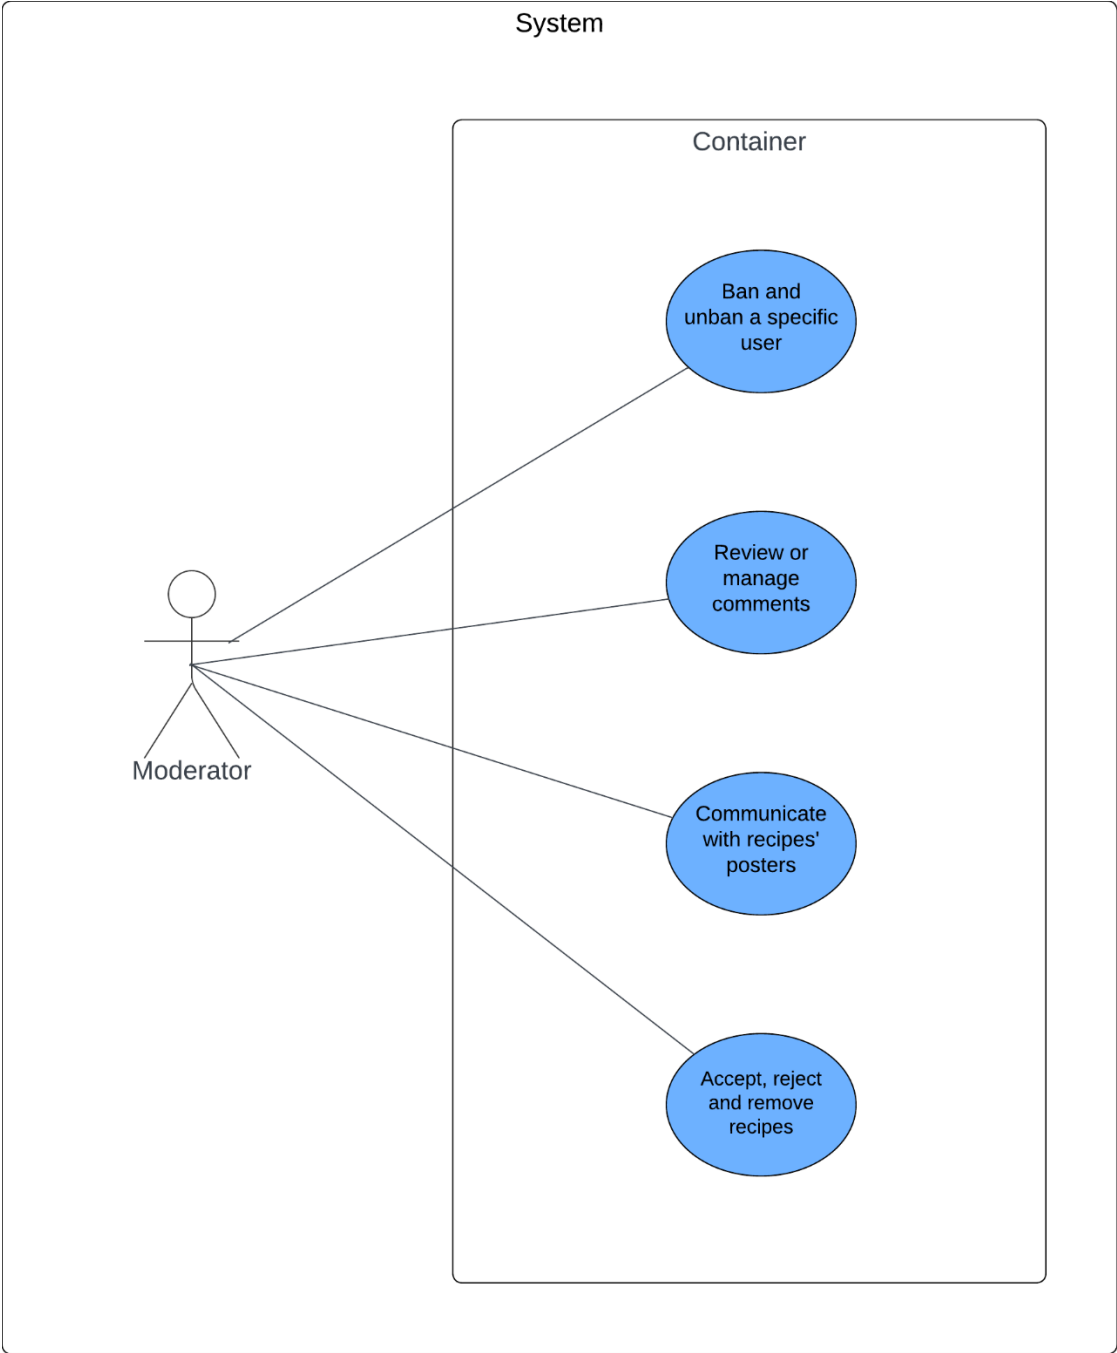 System
Container
Ban and
unban a specific
user
Review or
manage
comments
Moderator
Communicate
with recipes'
posters
Accept, reject
and remove
recipes